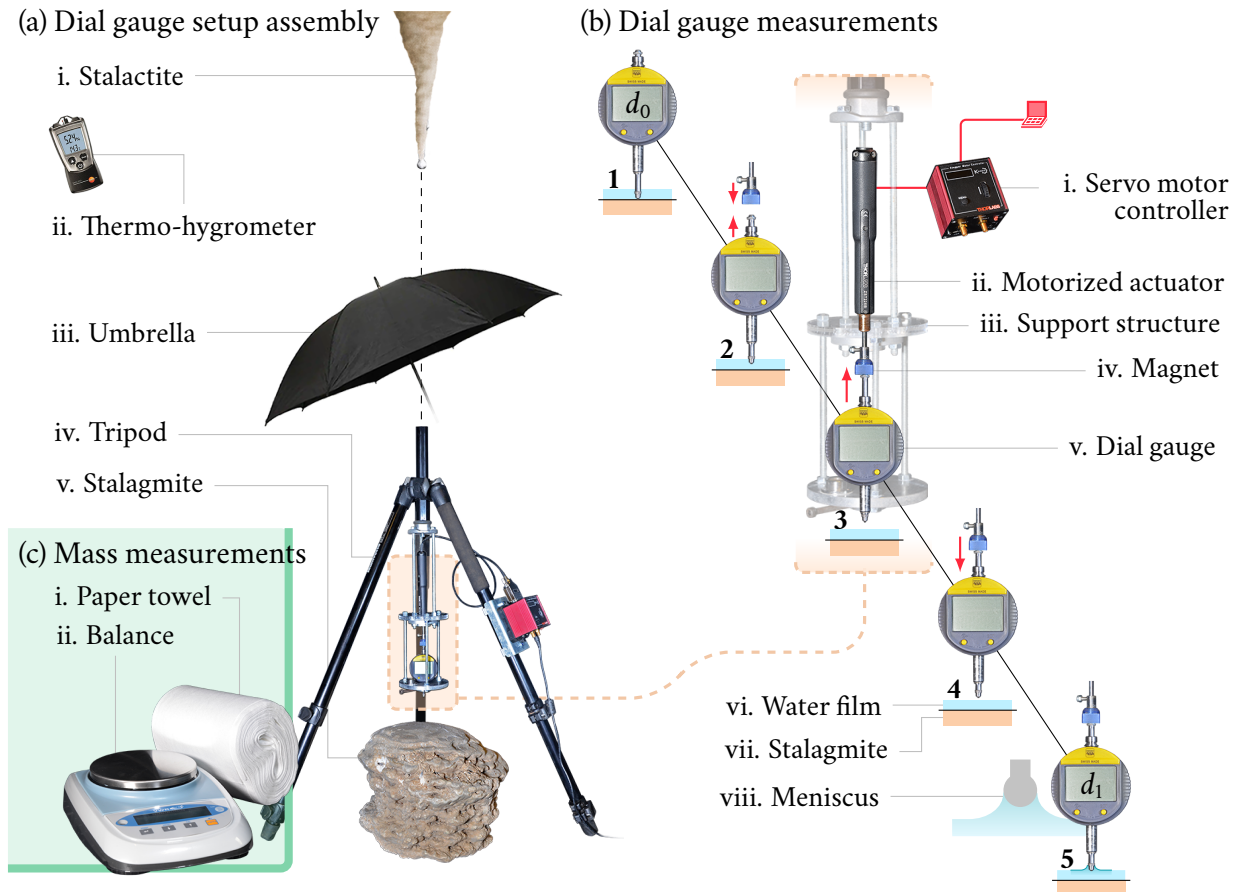 (a) Dial gauge setup assembly
i. Stalactite
ii. Thermo-hygrometer
iii. Umbrella
iv. Tripod
v. Stalagmite
(c) Mass measurements
i. Paper towel
ii. Balance
(b) Dial gauge measurements
d0
1
2
3
4
d1
5
i. Servo motor
controller
ii. Motorized actuator
iii. Support structure
iv. Magnet
v. Dial gauge
vi. Water film
vii. Stalagmite
viii. Meniscus
THORLABS